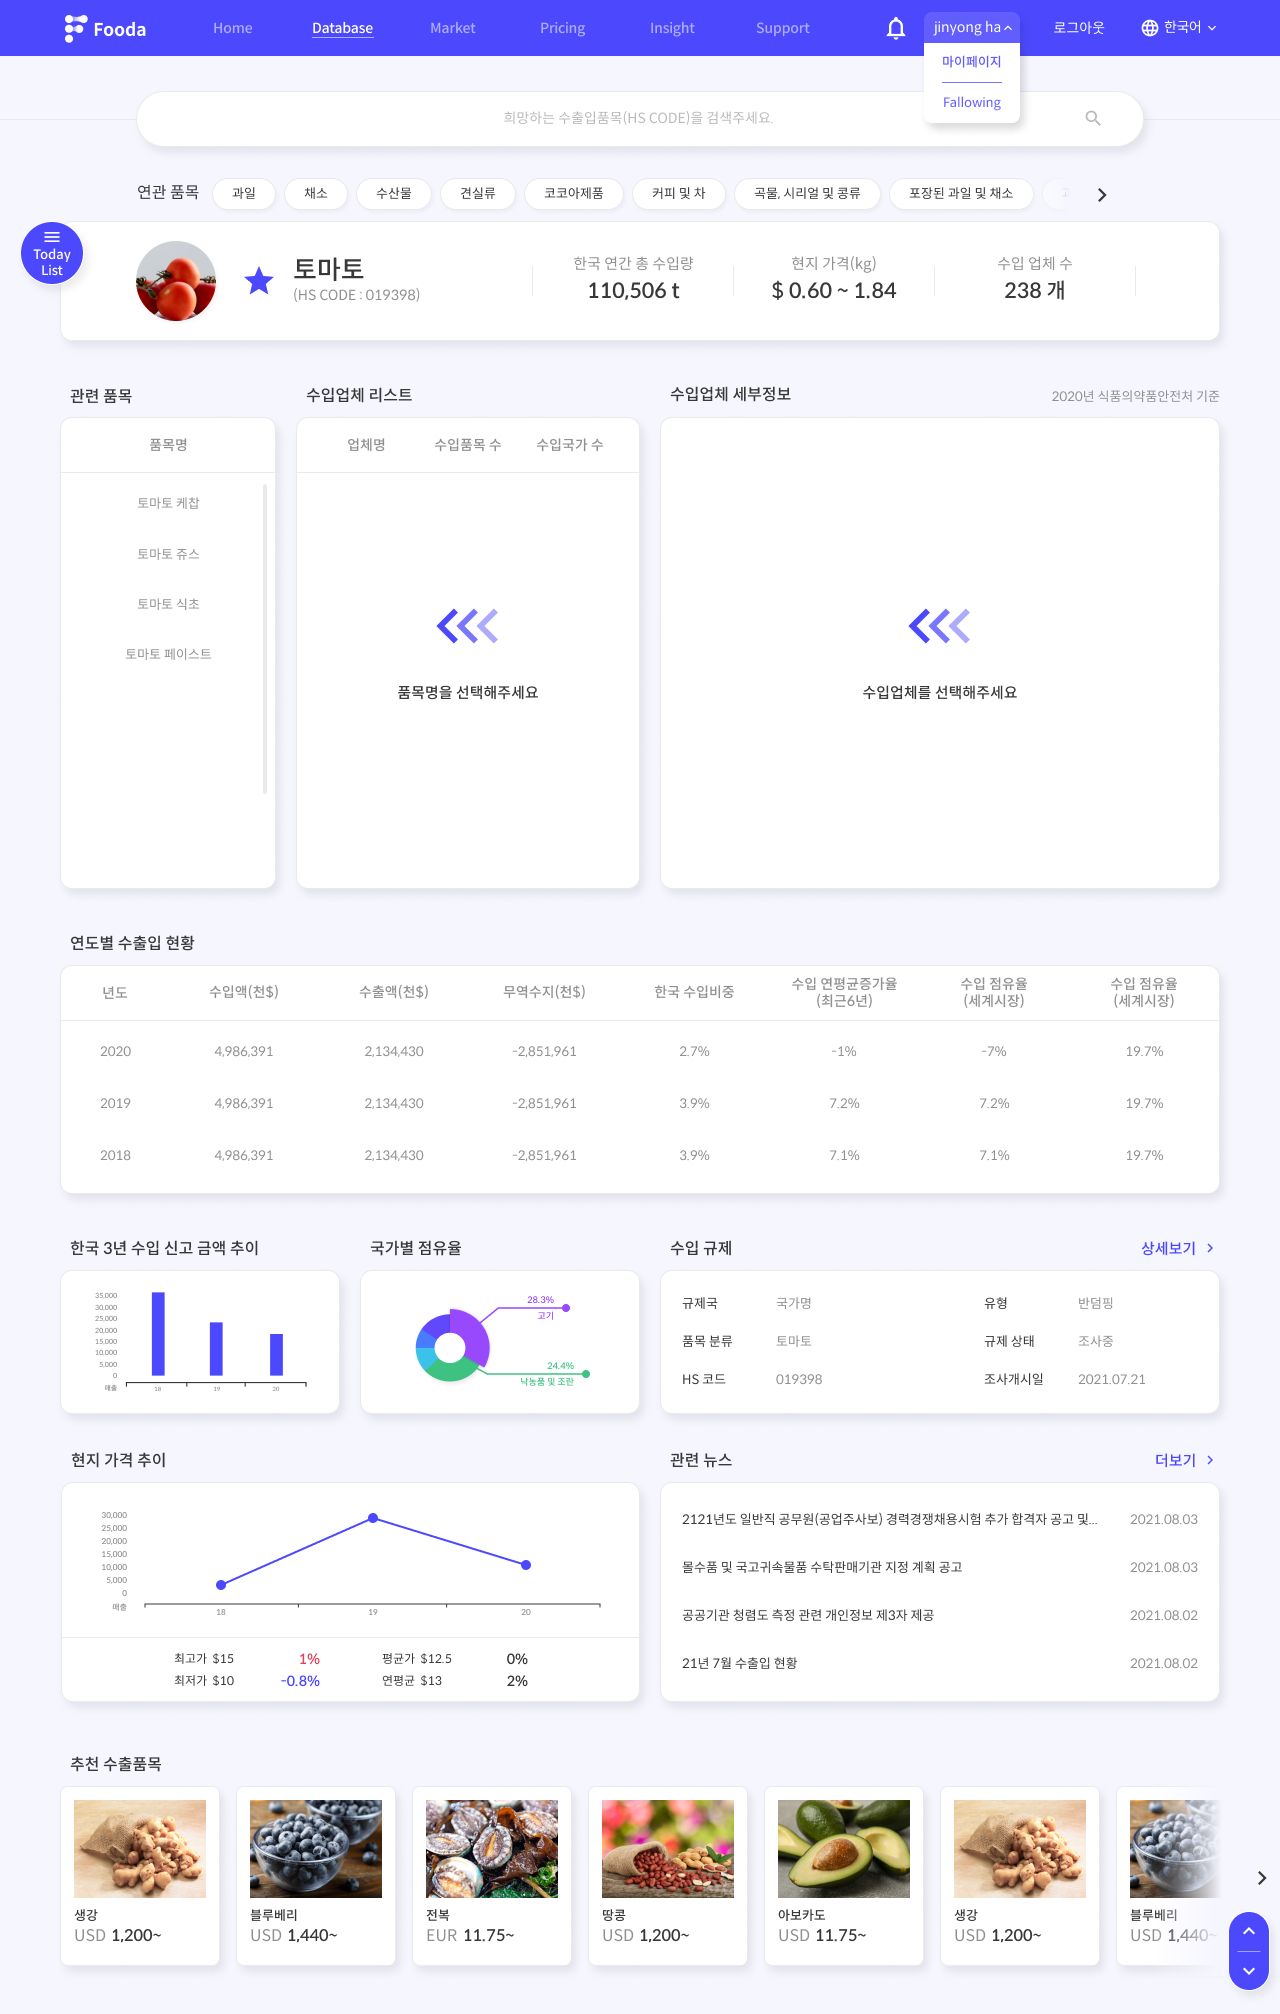 Fooda
Home
Database
Market
Pricing
Insight
Support
jinyong ha
로그아웃
한국어
마이페이지
Fallowing
희망하는 수출입품목(HS CODE)을 검색주세요.
연관 품목
과일
채소
수산물
견실류
코코아제품
커피 및 차
곡물, 시리얼 및 콩류
포장된 과일 및 채소
Today
List
토마토
(HS CODE : 019398)
한국 연간 총 수입량
110,506 t
현지 가격(kg)
$ 0.60 ~ 1.84
수입 업체 수
238 개
관련 품목
수입업체 리스트
수입업체 세부정보
2020년 식품의약품안전처 기준
품목명
업체명
수입품목 수
수입국가 수
토마토 케찹
토마토 쥬스
토마토 식초
토마토 페이스트
품목명을 선택해주세요
수입업체를 선택해주세요
연도별 수출입 현황
년도
수입액(천$)
수출액(천$)
무역수지(천$)
한국 수입비중
수입 연평균증가율
(최근6년)
수입 점유율
(세계시장)
수입 점유율
(세계시장)
2020 4,986,391 2,134,430 -2,851,961 2.7% -1% -7% 19.7%
2019 4,986,391 2,134,430 -2,851,961 3.9% 7.2% 7.2% 19.7%
2018 4,986,391 2,134,430 -2,851,961 3.9% 7.1% 7.1% 19.7%
한국 3년 수입 신고 금액 추이
35,000
30,000
25,000
20,000
15,000
10,000
5,000
0
매출
18
19
20
국가별 점유율
28.3%
고기
24.4%
낙농품 및 조란
수입 규제
상세보기
규제국 국가명
유형 반덤핑
품목 분류 토마토
규제 상태 조사중
HS 코드 019398
조사개시일 2021.07.21
현지 가격 추이
30,000
25,000
20,000
15,000
10,000
5,000
0
매출
18
19
20
최고가 $15 1%
평균가 $12.5 0%
최저가 $10 -0.8%
연평균 $13 2%
관련 뉴스
더보기
2121년도 일반직 공무원(공업주사보) 경력경쟁채용시험 추가 합격자 공고 및... 2021.08.03
몰수품 및 국고귀속물품 수탁판매기관 지정 계획 공고 2021.08.03
공공기관 청렴도 측정 관련 개인정보 제3자 제공 2021.08.02
21년 7월 수출입 현황 2021.08.02
추천 수출품목
생강
USD 1,200~
블루베리
USD 1,440~
전복
EUR 11.75~
땅콩
USD 1,200~
아보카도
USD 11.75~
생강
USD 1,200~
블루베리
USD 1,440~